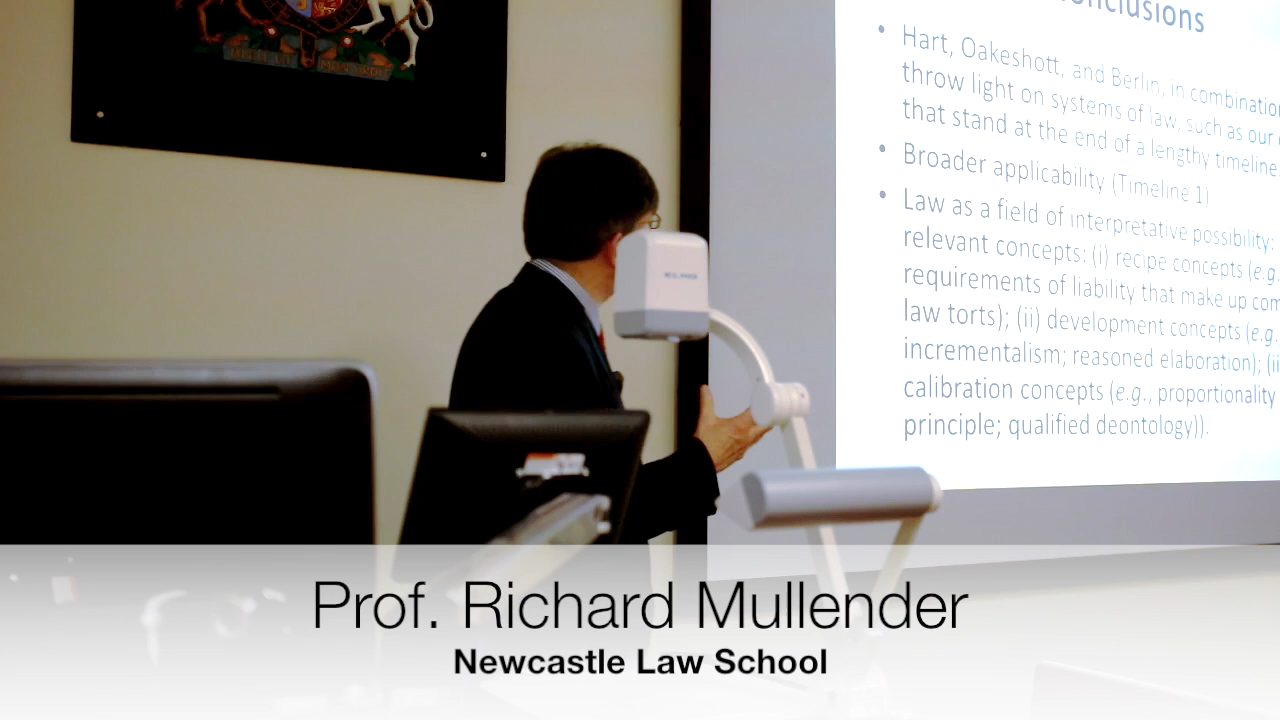 onclusions
• Hart, Oakeshott, and Berlin, in combinatio
throw light on systems of law, such as our
that stand at the end of a lengthy timeline
• Broader applicability (Timeline 1)
• Law as a field of interpretative possibility:
relevant concepts: (i) recipe concepts (e.g.
requirements of liability that make up com
law torts); (ii) development concepts (e.g.
incrementalism; reasoned elaboration); (ii
calibration concepts (e.g., proportionality
principle; qualified deontology)).
Prof. Richard Mullender
Newcastle Law School